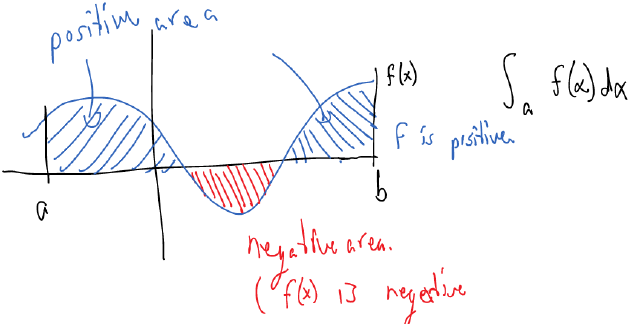 positive area
f(x)
∫a f(x)dx
f is positive
a
b
negative area.
( f(x) is negative